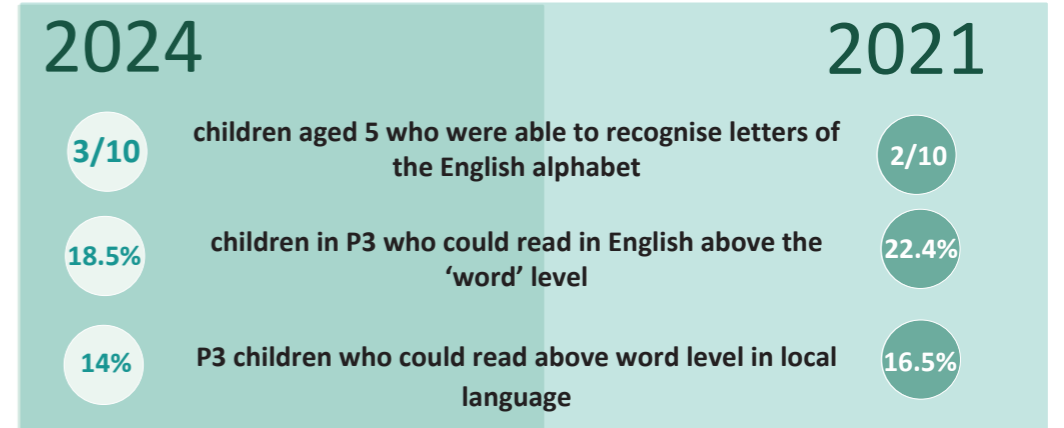 2024
2021
3/10
children aged 5 who were able to recognise letters of
the English alphabet
2/10
18.5%
children in P3 who could read in English above the
‘word’ level
22.4%
14%
P3 children who could read above word level in local
language
16.5%